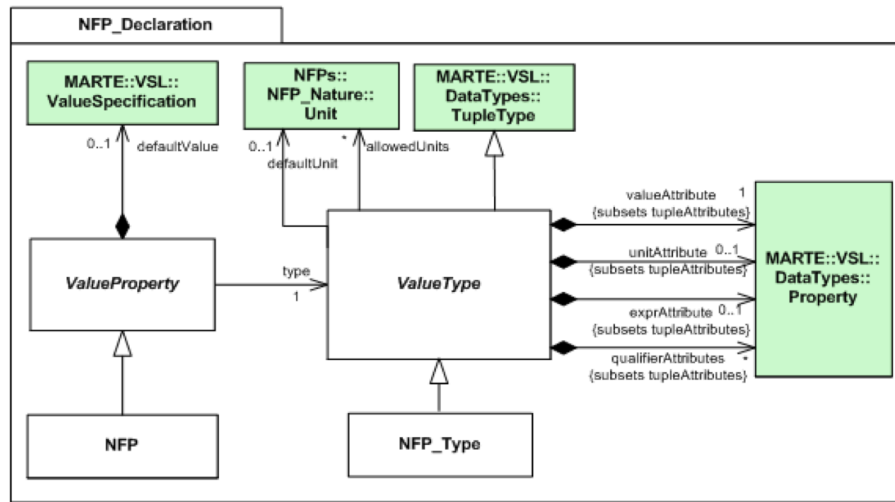 NFP_Declaration
MARTE::VSL::
ValueSpecification
NFPs::
NFP_Nature::
Unit
MARTE::VSL::
DataTypes::
TupleType
0..1
defaultValue
0..1
defaultUnit
*
allowedUnits
valueAttribute
1
{subsets tupleAttributes}
unitAttribute
0..1
{subsets tupleAttributes}
exprAttribute
0..1
{subsets tupleAttributes}
qualifierAttributes
*
{subsets tupleAttributes}
MARTE::VSL::
DataTypes::
Property
ValueProperty
type
1
ValueType
NFP
NFP_Type